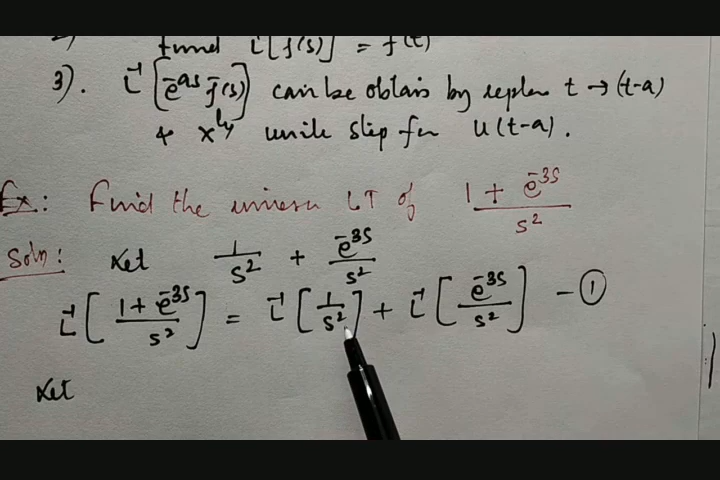 2) Find L⁻¹[f̄(s)] = f(t)
3). L⁻¹[e^{-as} f̄(s)] can be obtain by replace t → (t-a)
& x^{ly} unit step fn u(t-a).
Ex: Find the inverse LT of (1 + e^{-3s})/s²
Soln: Let 1/s² + e^{-3s}/s²
L⁻¹[(1 + e^{-3s})/s²] = L⁻¹[1/s²] + L⁻¹[e^{-3s}/s²] - ①
Let